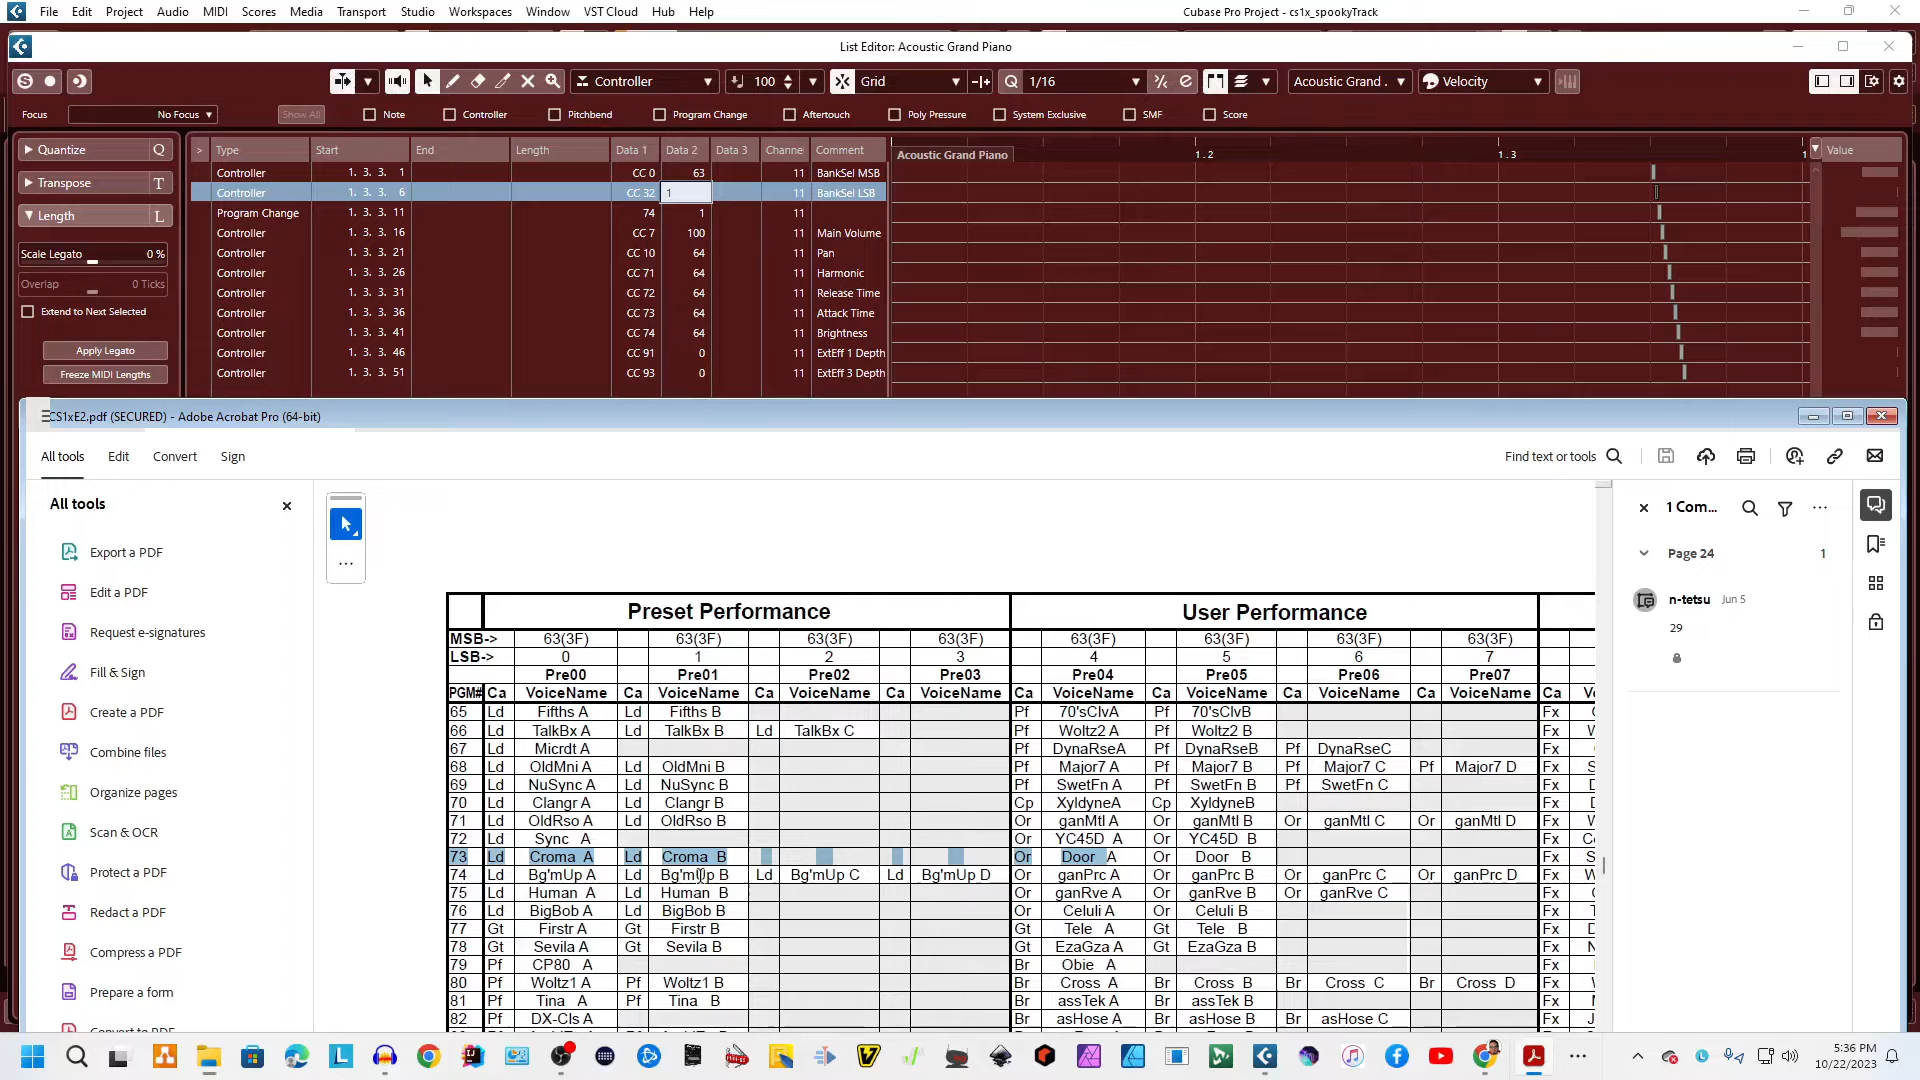 File Edit Project Audio MIDI Scores Media Transport Studio Workspaces Window VST Cloud Hub Help Cubase Pro Project - cs1x_spookyTrack
List Editor: Acoustic Grand Piano
Controller 100 Grid 1/16 Acoustic Grand . Velocity
Focus No Focus Show All Note Controller Pitchbend Program Change Aftertouch Poly Pressure System Exclusive SMF Score
Quantize Q
Transpose T
Length L
Scale Legato 0 %
Overlap 0 Ticks
Extend to Next Selected
Apply Legato
Freeze MIDI Lengths
> Type Start End Length Data 1 Data 2 Data 3 Channe Comment
Controller 1. 3. 3. 1 CC 0 63 11 BankSel MSB
Controller 1. 3. 3. 6 CC 32 1 11 BankSel LSB
Program Change 1. 3. 3. 11 74 1 11
Controller 1. 3. 3. 16 CC 7 100 11 Main Volume
Controller 1. 3. 3. 21 CC 10 64 11 Pan
Controller 1. 3. 3. 26 CC 71 64 11 Harmonic
Controller 1. 3. 3. 31 CC 72 64 11 Release Time
Controller 1. 3. 3. 36 CC 73 64 11 Attack Time
Controller 1. 3. 3. 41 CC 74 64 11 Brightness
Controller 1. 3. 3. 46 CC 91 0 11 ExtEff 1 Depth
Controller 1. 3. 3. 51 CC 93 0 11 ExtEff 3 Depth
Acoustic Grand Piano 1.2 1.3 1 Value
CS1xE2.pdf (SECURED) - Adobe Acrobat Pro (64-bit)
All tools Edit Convert Sign Find text or tools
All tools
Export a PDF
Edit a PDF
Request e-signatures
Fill & Sign
Create a PDF
Combine files
Organize pages
Scan & OCR
Protect a PDF
Redact a PDF
Compress a PDF
Prepare a form
Preset Performance User Performance
MSB-> 63(3F) 63(3F) 63(3F) 63(3F) 63(3F) 63(3F) 63(3F) 63(3F)
LSB-> 0 1 2 3 4 5 6 7
Pre00 Pre01 Pre02 Pre03 Pre04 Pre05 Pre06 Pre07
PGM# Ca VoiceName Ca VoiceName Ca VoiceName Ca VoiceName Ca VoiceName Ca VoiceName Ca VoiceName Ca VoiceName Ca
65 Ld Fifths A Ld Fifths B Pf 70'sClvA Pf 70'sClvB Fx
66 Ld TalkBx A Ld TalkBx B Ld TalkBx C Pf Woltz2 A Pf Woltz2 B Fx
67 Ld Micrdt A Pf DynaRseA Pf DynaRseB Pf DynaRseC Fx
68 Ld OldMni A Ld OldMni B Pf Major7 A Pf Major7 B Pf Major7 C Pf Major7 D Fx
69 Ld NuSync A Ld NuSync B Pf SwetFn A Pf SwetFn B Pf SwetFn C Fx
70 Ld Clangr A Ld Clangr B Cp XyldyneA Cp XyldyneB Fx
71 Ld OldRso A Ld OldRso B Or ganMtl A Or ganMtl B Or ganMtl C Or ganMtl D Fx
72 Ld Sync A Or YC45D A Or YC45D B Fx
73 Ld Croma A Ld Croma B Or Door A Or Door B Fx
74 Ld Bg'mUp A Ld Bg'mUp B Ld Bg'mUp C Ld Bg'mUp D Or ganPrc A Or ganPrc B Or ganPrc C Or ganPrc D Fx
75 Ld Human A Ld Human B Or ganRve A Or ganRve B Or ganRve C Fx
76 Ld BigBob A Ld BigBob B Or Celuli A Or Celuli B Fx
77 Gt Firstr A Gt Firstr B Gt Tele A Gt Tele B Fx
78 Gt Sevila A Gt Sevila B Gt EzaGza A Gt EzaGza B Fx
79 Pf CP80 A Br Obie A Fx
80 Pf Woltz1 A Pf Woltz1 B Br Cross A Br Cross B Br Cross C Br Cross D Fx
81 Pf Tina A Pf Tina B Br assTek A Br assTek B Fx
82 Pf DX-Cls A Br asHose A Br asHose B Br asHose C Fx
1 Com...
Page 24 1
n-tetsu Jun 5
29
5:36 PM
10/22/2023